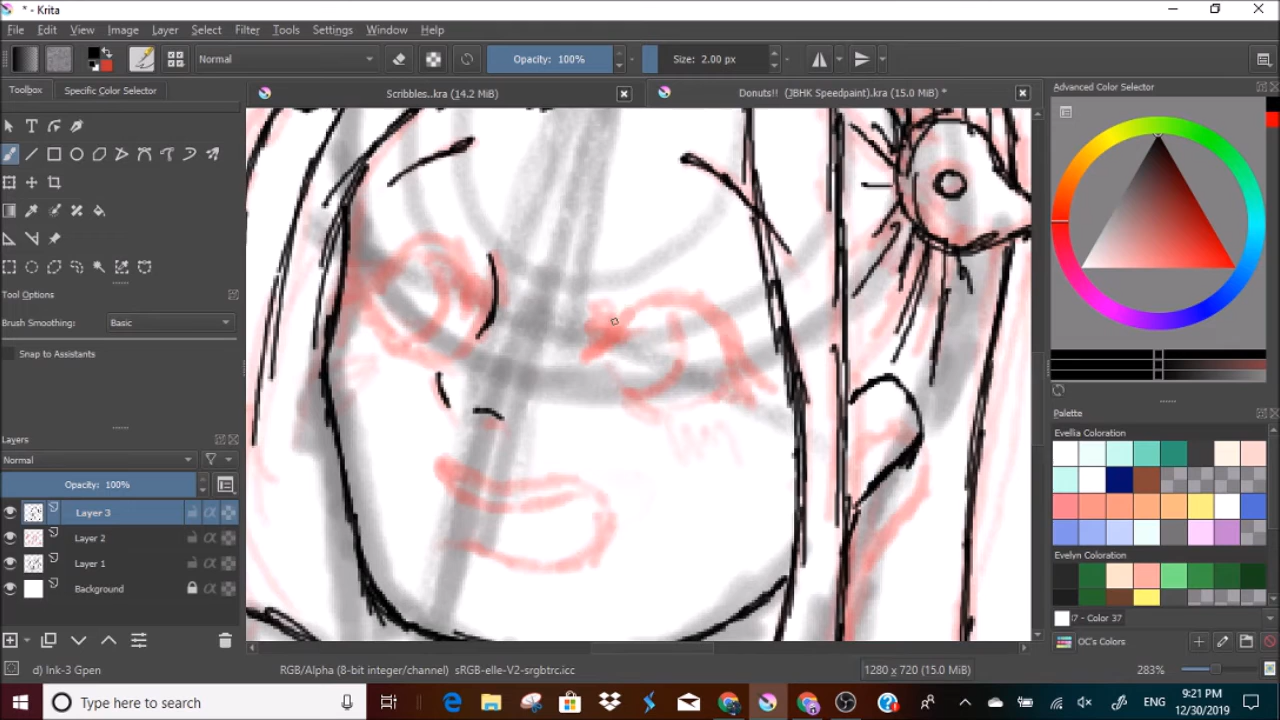 * - Krita
File Edit View Image Layer Select Filter Tools Settings Window Help
Normal Opacity: 100% Size: 2.00 px
Toolbox Specific Color Selector
Scribbles..kra (14.2 MiB)
Donuts!! (JBHK Speedpaint).kra (15.0 MiB) *
Advanced Color Selector
Tool Options
Brush Smoothing: Basic
Snap to Assistants
Layers
Normal
Opacity: 100%
Layer 3
Layer 2
Layer 1
Background
Palette
Evellia Coloration
Evelyn Coloration
i7 - Color 37
OC's Colors
d) Ink-3 Gpen
RGB/Alpha (8-bit integer/channel) sRGB-elle-V2-srgbtrc.icc
1280 x 720 (15.0 MiB)
283%
Type here to search
ENG
9:21 PM
12/30/2019